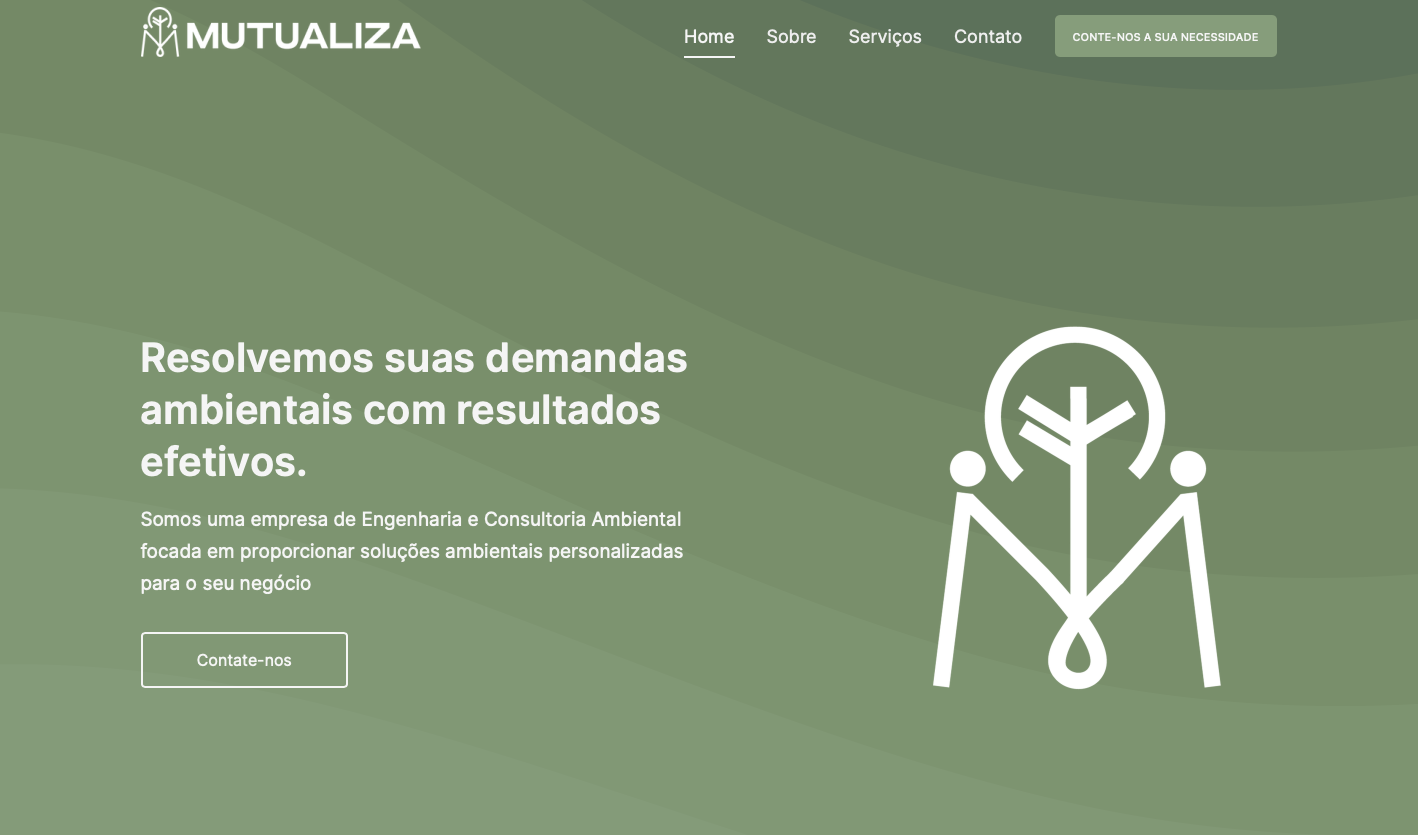 MUTUALIZA
Home Sobre Serviços Contato CONTE-NOS A SUA NECESSIDADE
Resolvemos suas demandas
ambientais com resultados
efetivos.
Somos uma empresa de Engenharia e Consultoria Ambiental
focada em proporcionar soluções ambientais personalizadas
para o seu negócio
Contate-nos